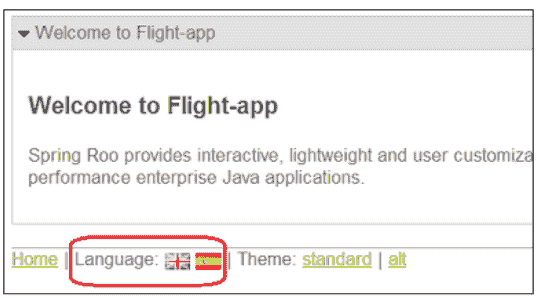 Welcome to Flight-app
Welcome to Flight-app
Spring Roo provides interactive, lightweight and user customiza
performance enterprise Java applications.
Home | Language: | Theme: standard | alt